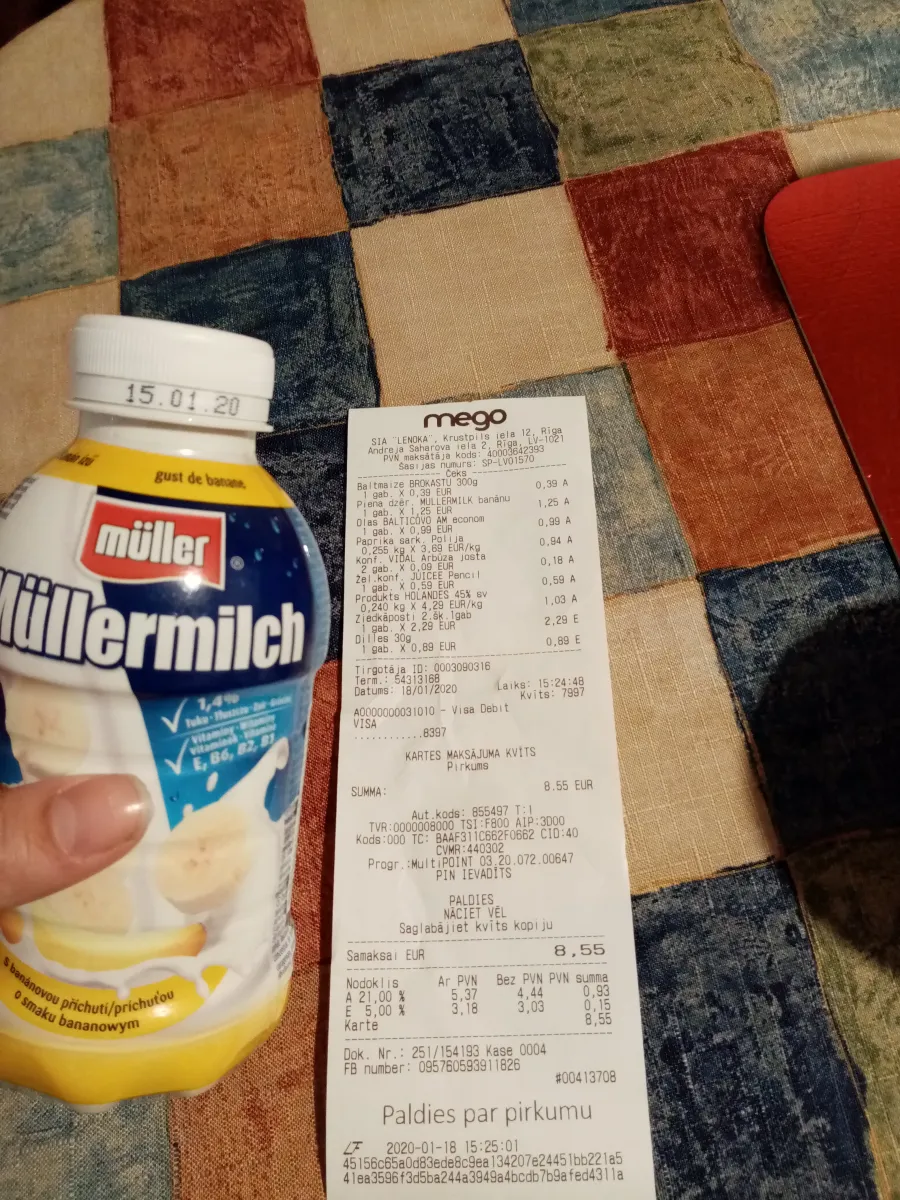 15.01.20
gust de banane
müller
®
Müllermilch
1,4%
Tuku · Tłuszczu · Zsír ·
Vitamíny · Witaminy
Vitaminok · Vitamine
E, B6, B2, B1
s banánovou příchutí/príchuťou
o smaku bananowym
mego
SIA "LENOKA", Krustpils iela 12, Rīga
Andreja Saharova iela 2, Rīga, LV-1021
PVN maksātāja kods: 40003642393
Šasijas numurs: SP-LV01570
Čeks
Baltmaize BROKASTU 300g
1 gab. X 0,39 EUR 0,39 A
Piena dzēr. MULLERMILK banānu
1 gab. X 1,25 EUR 1,25 A
Olas BALTICOVO AM econom
1 gab. X 0,99 EUR 0,99 A
Paprika sark. Polija
0,255 kg X 3,69 EUR/kg 0,94 A
Konf. VIDAL Arbūza josta
2 gab. X 0,09 EUR 0,18 A
Žel.konf. JUICEE Pencil
1 gab. X 0,59 EUR 0,59 A
Produkts HOLANDES 45% sv
0,240 kg X 4,29 EUR/kg 1,03 A
Ziedkāposti 2.šk.1gab
1 gab. X 2,29 EUR 2,29 E
Dilles 30g
1 gab. X 0,89 EUR 0,89 E
Tirgotāja ID: 0003090316
Term.: 54313168 Laiks: 15:24:48
Datums: 18/01/2020 Kvīts: 7997
A0000000031010 - Visa Debit
VISA
............8397
KARTES MAKSĀJUMA KVĪTS
Pirkums
SUMMA: 8.55 EUR
Aut.kods: 855497 T:I
TVR:0000008000 TSI:F800 AIP:3D00
Kods:000 TC: BAAF311C662F0662 CID:40
CVMR:440302
Progr.:MultiPOINT 03.20.072.00647
PIN IEVADĪTS
PALDIES
NĀCIET VĒL
Saglabājiet kvīts kopiju
Samaksai EUR 8,55
Nodoklis Ar PVN Bez PVN PVN summa
A 21,00 % 5,37 4,44 0,93
E 5,00 % 3,18 3,03 0,15
Karte 8,55
Dok. Nr.: 251/154193 Kase 0004
FB number: 095760593911826
#00413708
Paldies par pirkumu
LF 2020-01-18 15:25:01
45156c65a0d83ede8c9ea134207e24451bb221a5
41ea3596f3d5ba244a3949a4bcdb7b9afed4311a